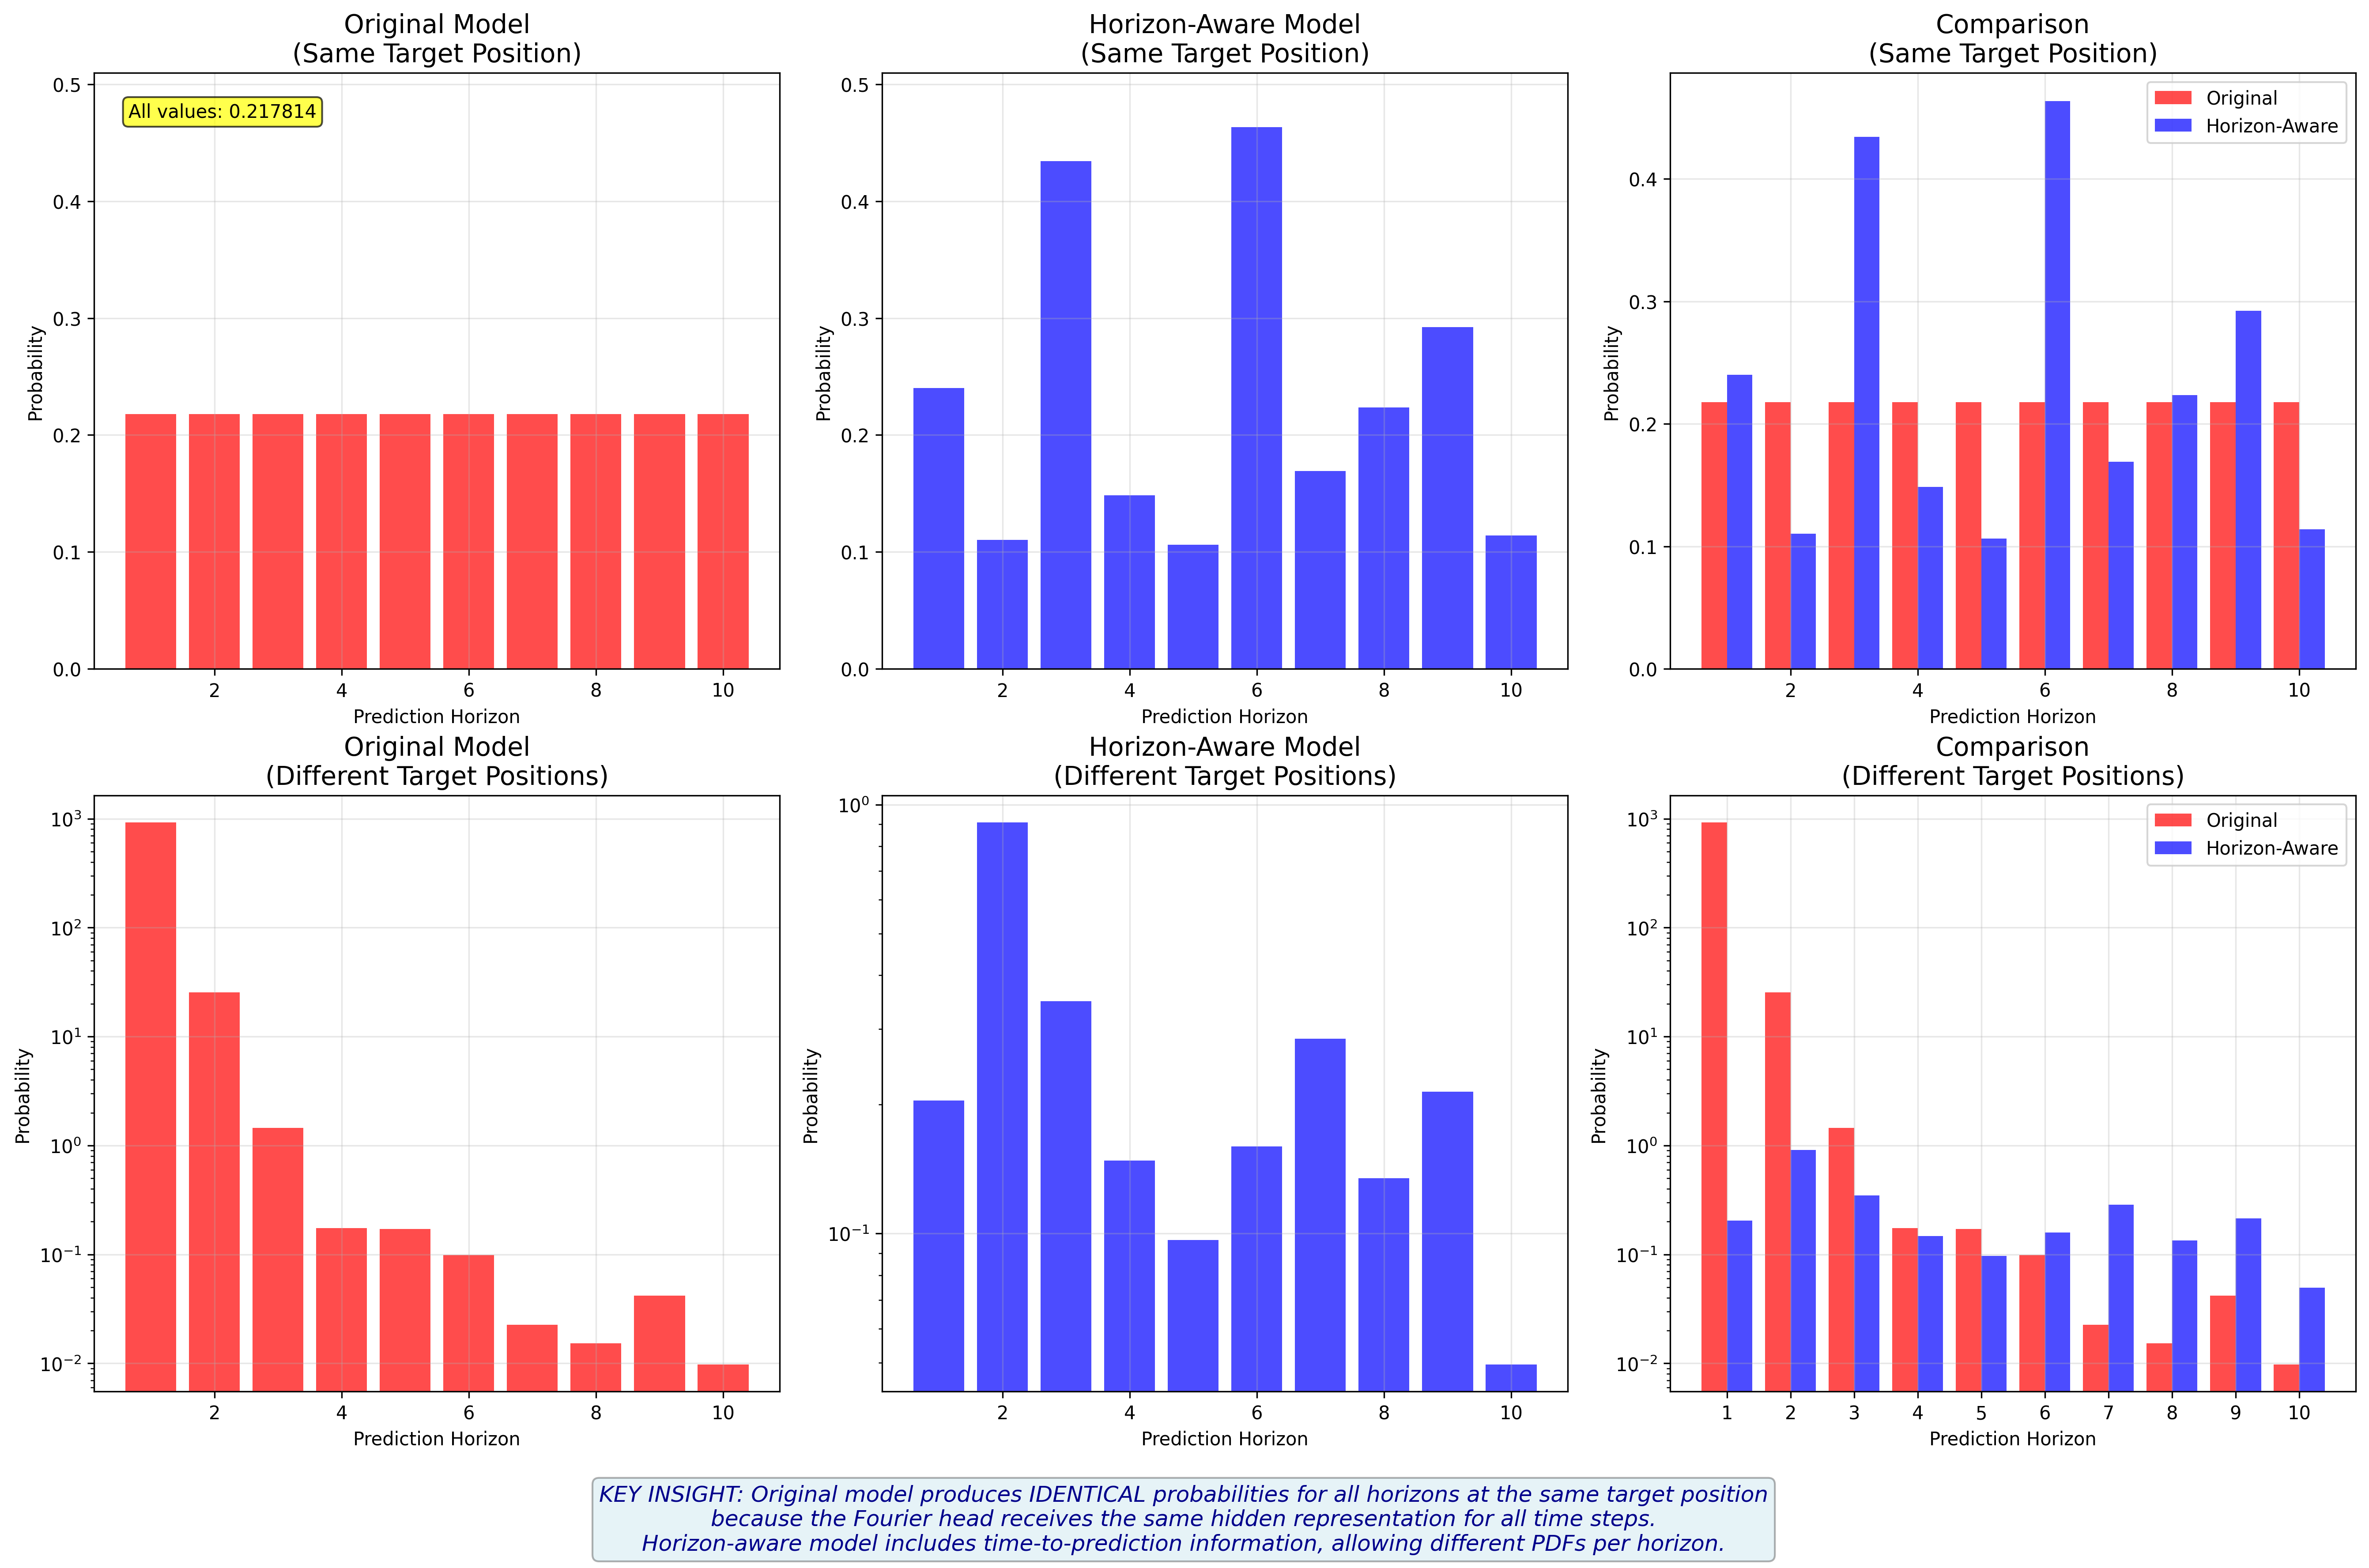 Original Model
(Same Target Position)
0.5
0.4
0.3
0.2
0.1
0.0
Probability
All values: 0.217814
2 4 6 8 10
Prediction Horizon
Horizon-Aware Model
(Same Target Position)
0.5
0.4
0.3
0.2
0.1
0.0
Probability
2 4 6 8 10
Prediction Horizon
Comparison
(Same Target Position)
0.4
0.3
0.2
0.1
0.0
Probability
Original
Horizon-Aware
2 4 6 8 10
Prediction Horizon
Original Model
(Different Target Positions)
10³
10²
10¹
10⁰
10⁻¹
10⁻²
Probability
2 4 6 8 10
Prediction Horizon
Horizon-Aware Model
(Different Target Positions)
10⁰
10⁻¹
Probability
2 4 6 8 10
Prediction Horizon
Comparison
(Different Target Positions)
10³
10²
10¹
10⁰
10⁻¹
10⁻²
Probability
Original
Horizon-Aware
1 2 3 4 5 6 7 8 9 10
Prediction Horizon
KEY INSIGHT: Original model produces IDENTICAL probabilities for all horizons at the same target position
because the Fourier head receives the same hidden representation for all time steps.
Horizon-aware model includes time-to-prediction information, allowing different PDFs per horizon.